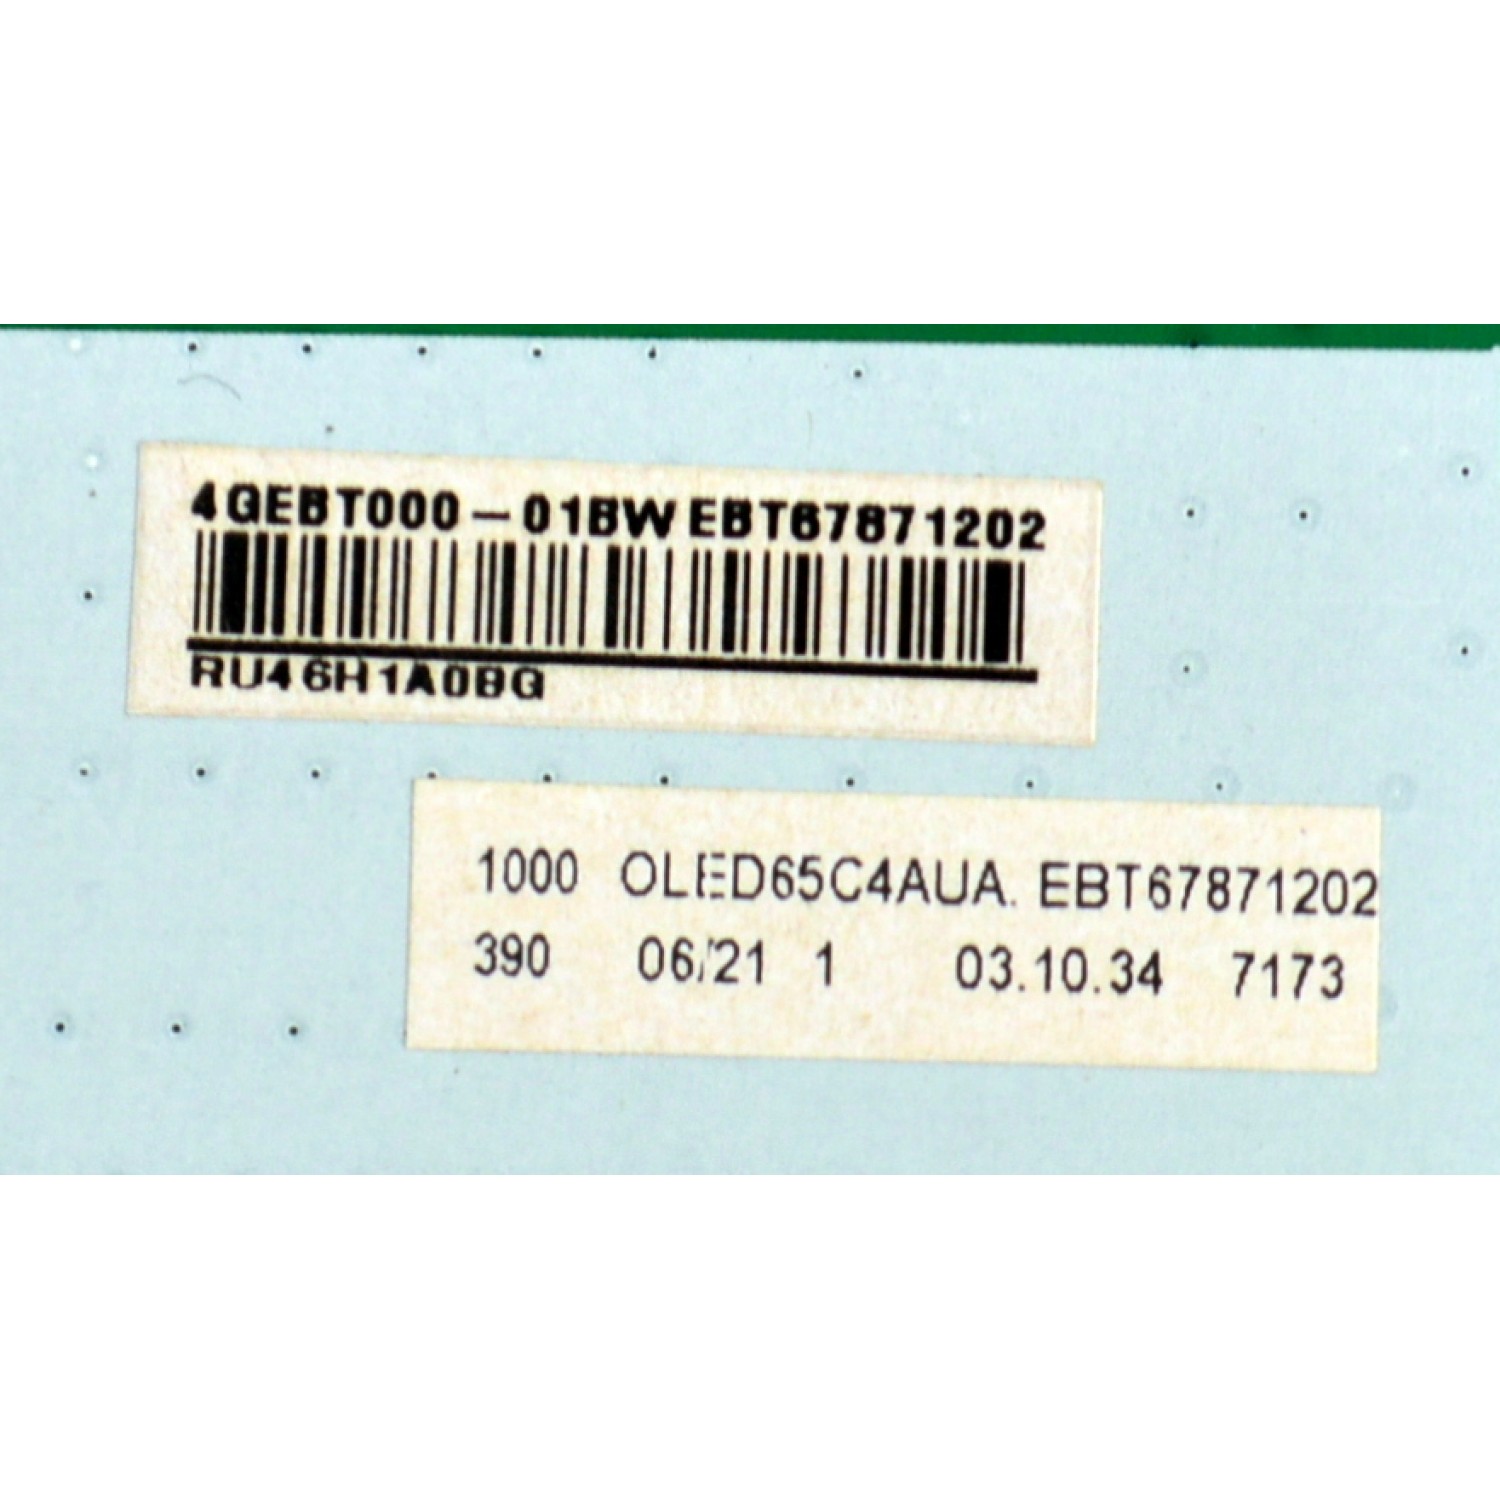 4GEBT000-01BW EBT67871202
RU46H1A0BG
1000 OLED65C4AUA. EBT67871202
390 06/21 1 03.10.34 7173